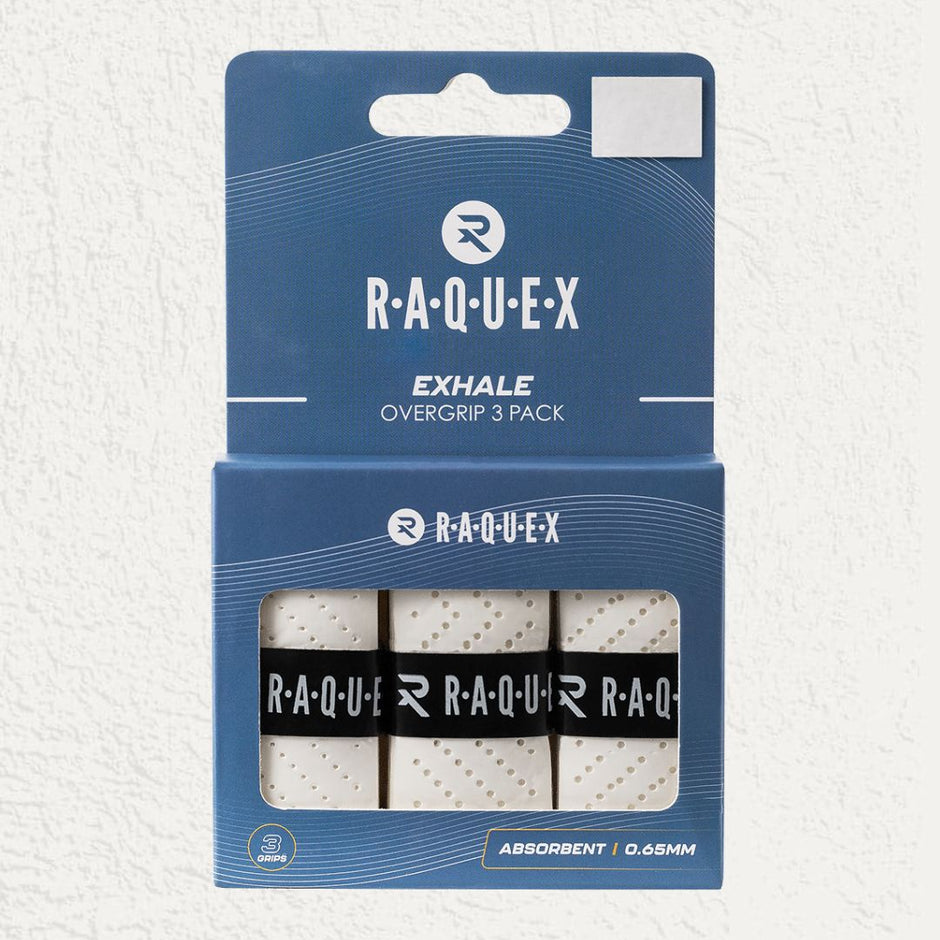 R·A·Q·U·E·X
EXHALE
OVERGRIP 3 PACK
R·A·Q·U·E·X
R·A·Q·U·E
R·A·Q·U·E
R·A·Q·
3
GRIPS
ABSORBENT | 0.65MM